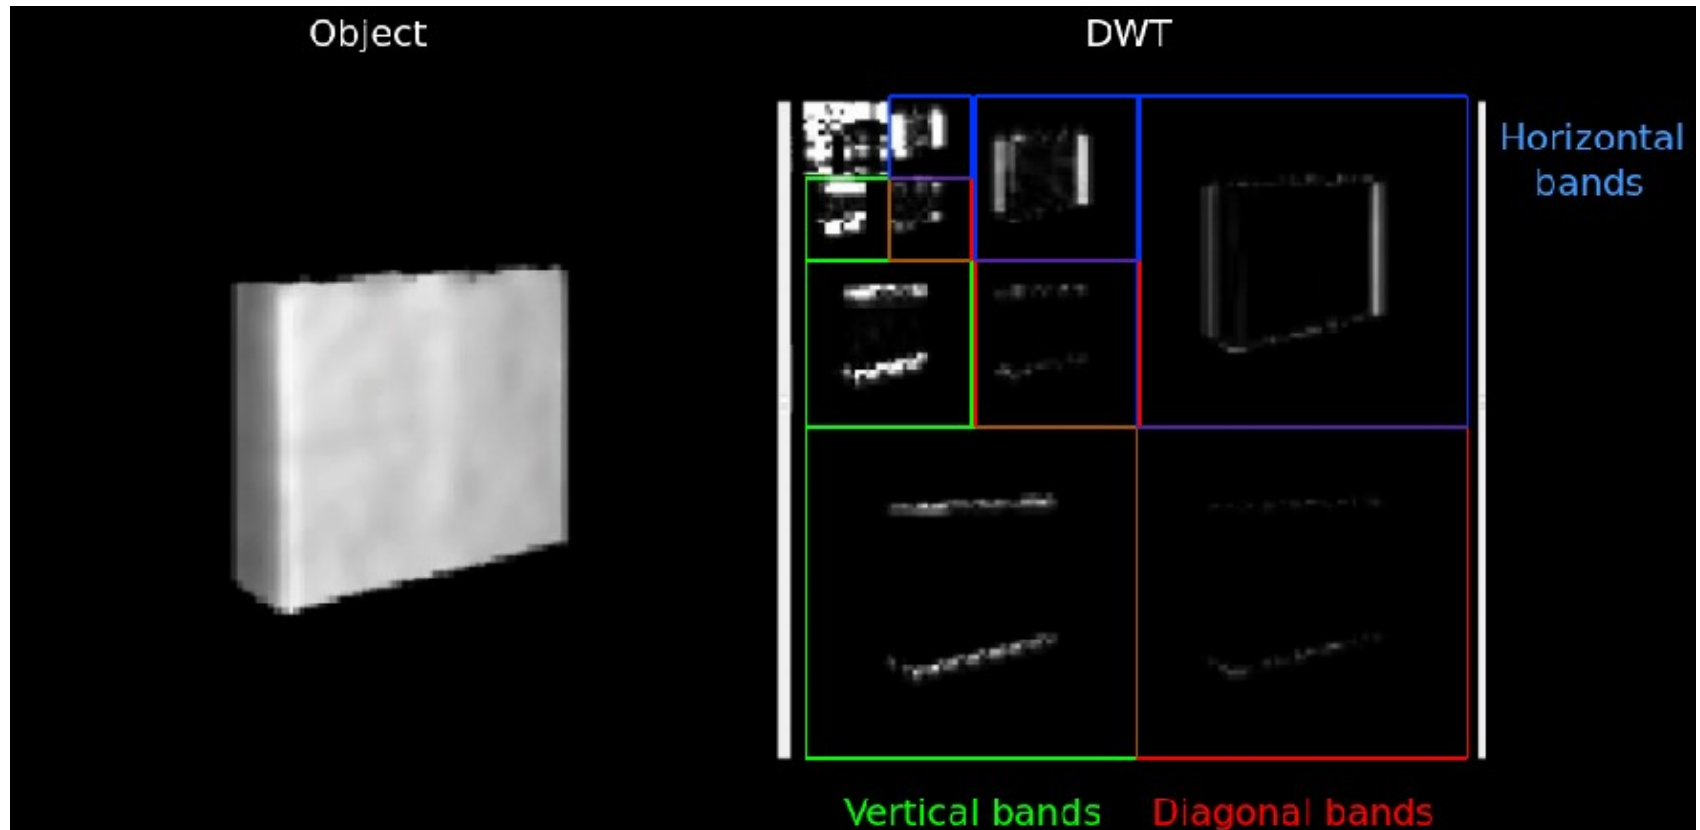 Object
DWT
Horizontal
bands
Vertical bands
Diagonal bands